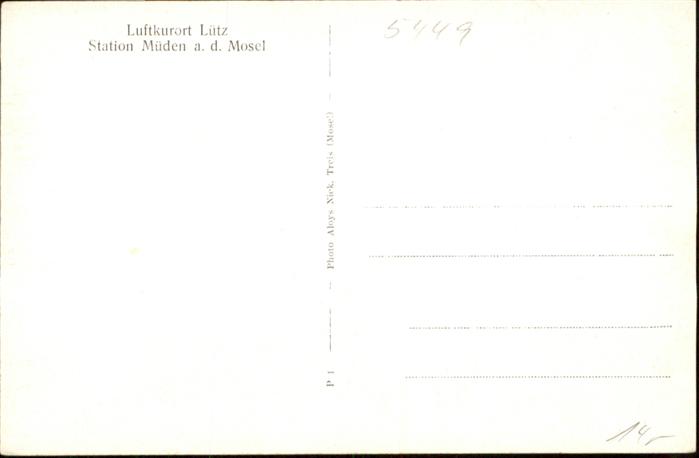 Luftkurort Lütz
Station Müden a. d. Mosel
5449
P 1
Photo Aloys Nick, Treis (Mosel)
14,-